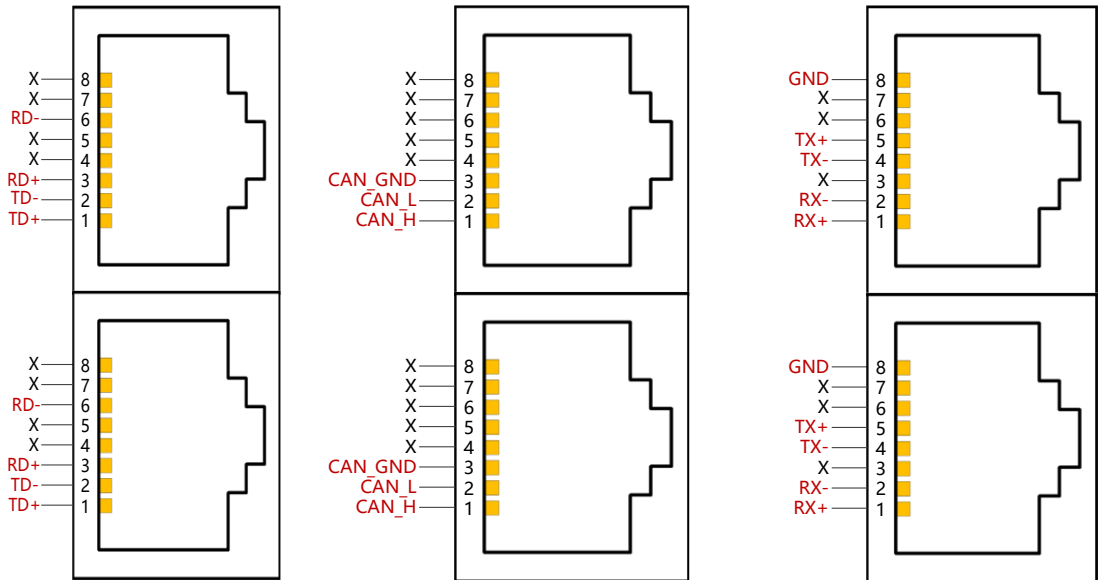 X 8
X 7
RD- 6
X 5
X 4
RD+ 3
TD- 2
TD+ 1
X 8
X 7
X 6
X 5
X 4
CAN_GND 3
CAN_L 2
CAN_H 1
GND 8
X 7
X 6
TX+ 5
TX- 4
X 3
RX- 2
RX+ 1
X 8
X 7
RD- 6
X 5
X 4
RD+ 3
TD- 2
TD+ 1
X 8
X 7
X 6
X 5
X 4
CAN_GND 3
CAN_L 2
CAN_H 1
GND 8
X 7
X 6
TX+ 5
TX- 4
X 3
RX- 2
RX+ 1